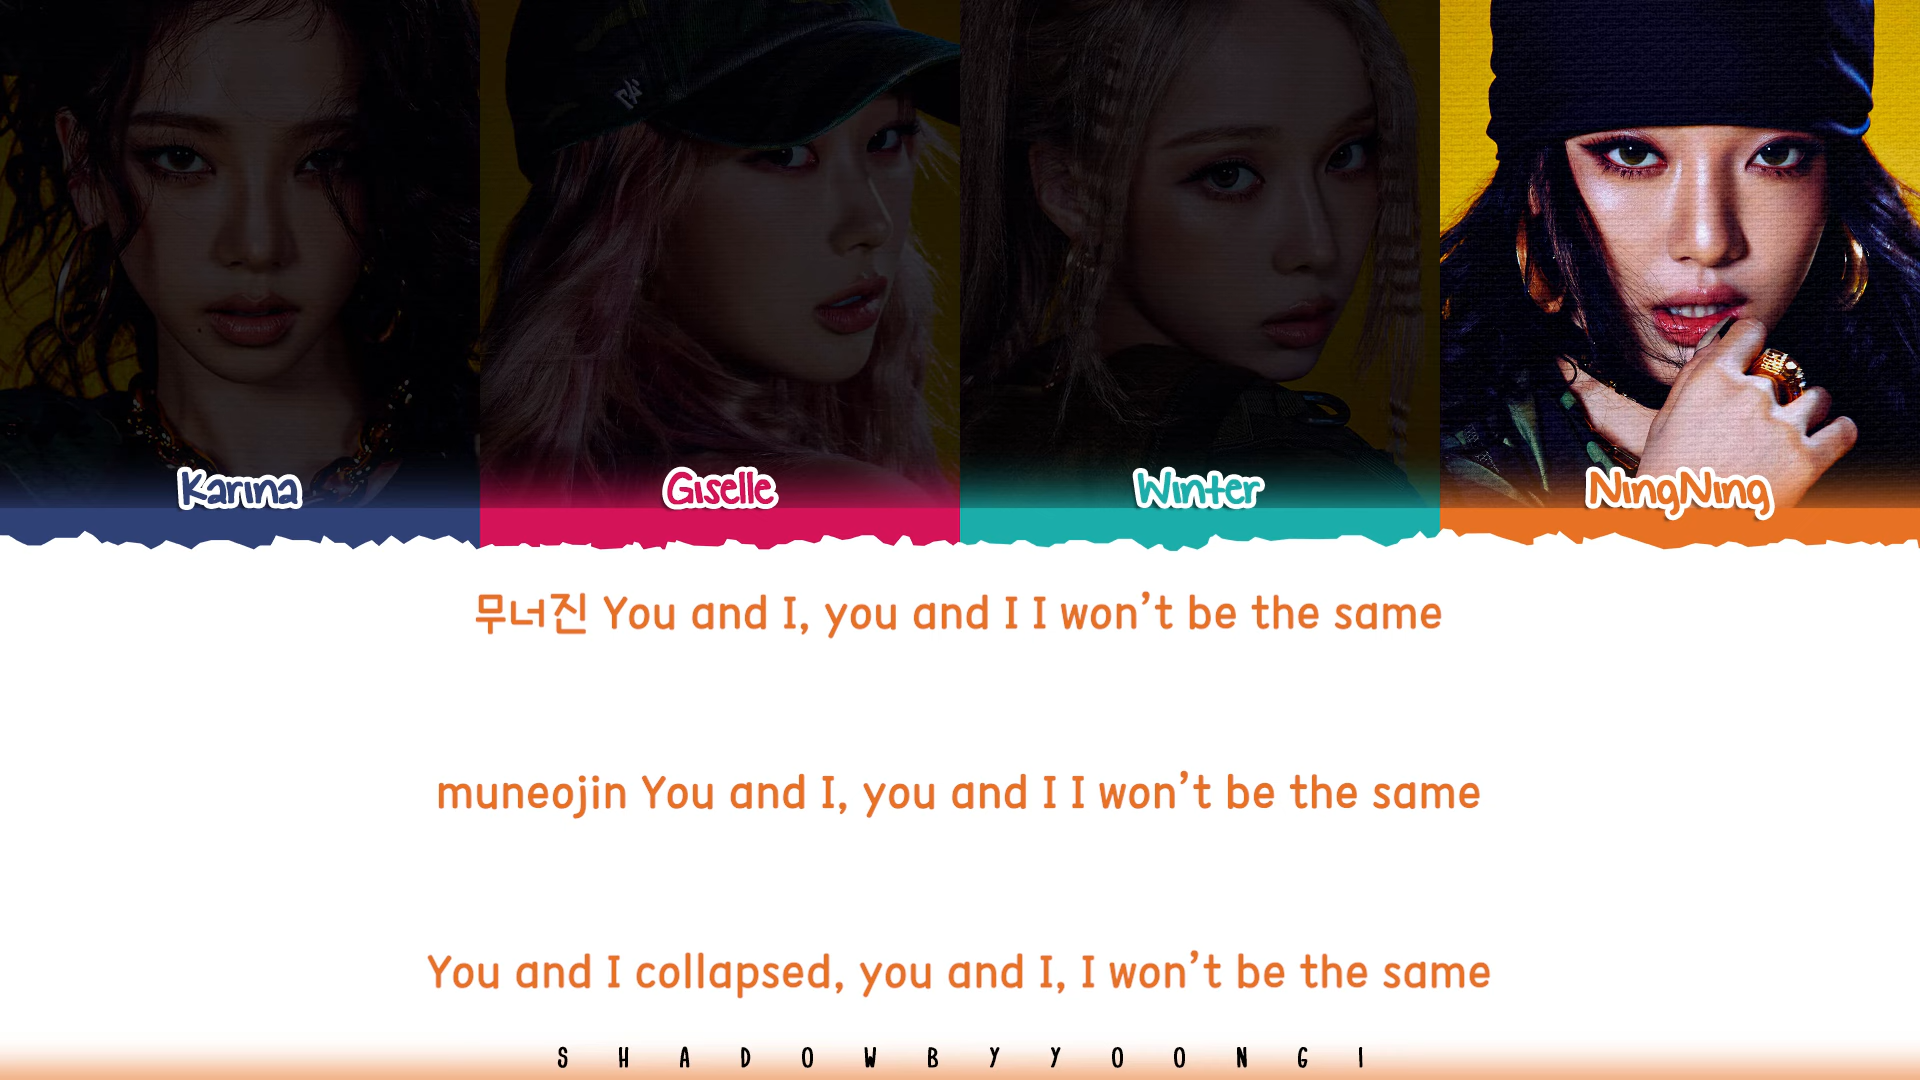 Karina
Giselle
Winter
NingNing
무너진 You and I, you and I I won’t be the same
muneojin You and I, you and I I won’t be the same
You and I collapsed, you and I, I won’t be the same
S H A D O W B Y Y O O N G I